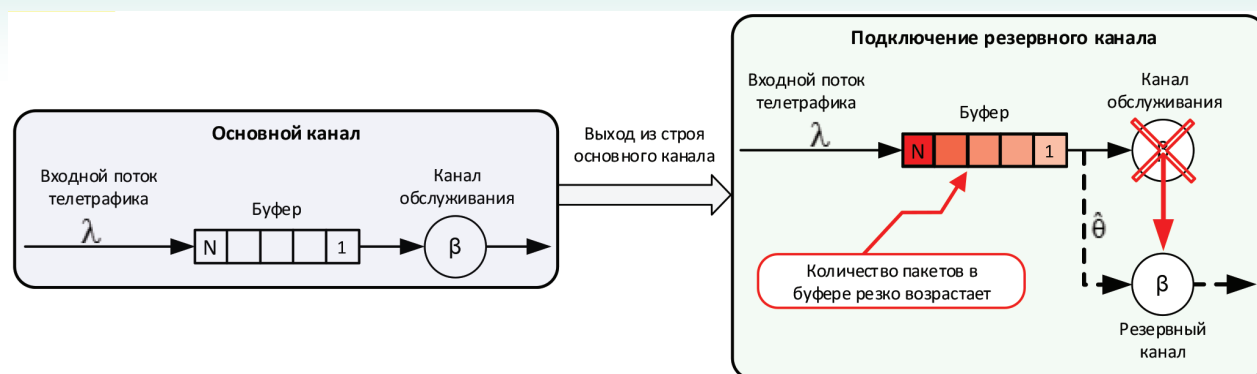 Основной канал
Входной поток
телетрафика
λ
Буфер
N
1
Канал
обслуживания
β
Выход из строя
основного канала
Подключение резервного канала
Входной поток
телетрафика
λ
Буфер
N
1
Канал
обслуживания
β
θ̂
Количество пакетов в
буфере резко возрастает
β
Резервный
канал